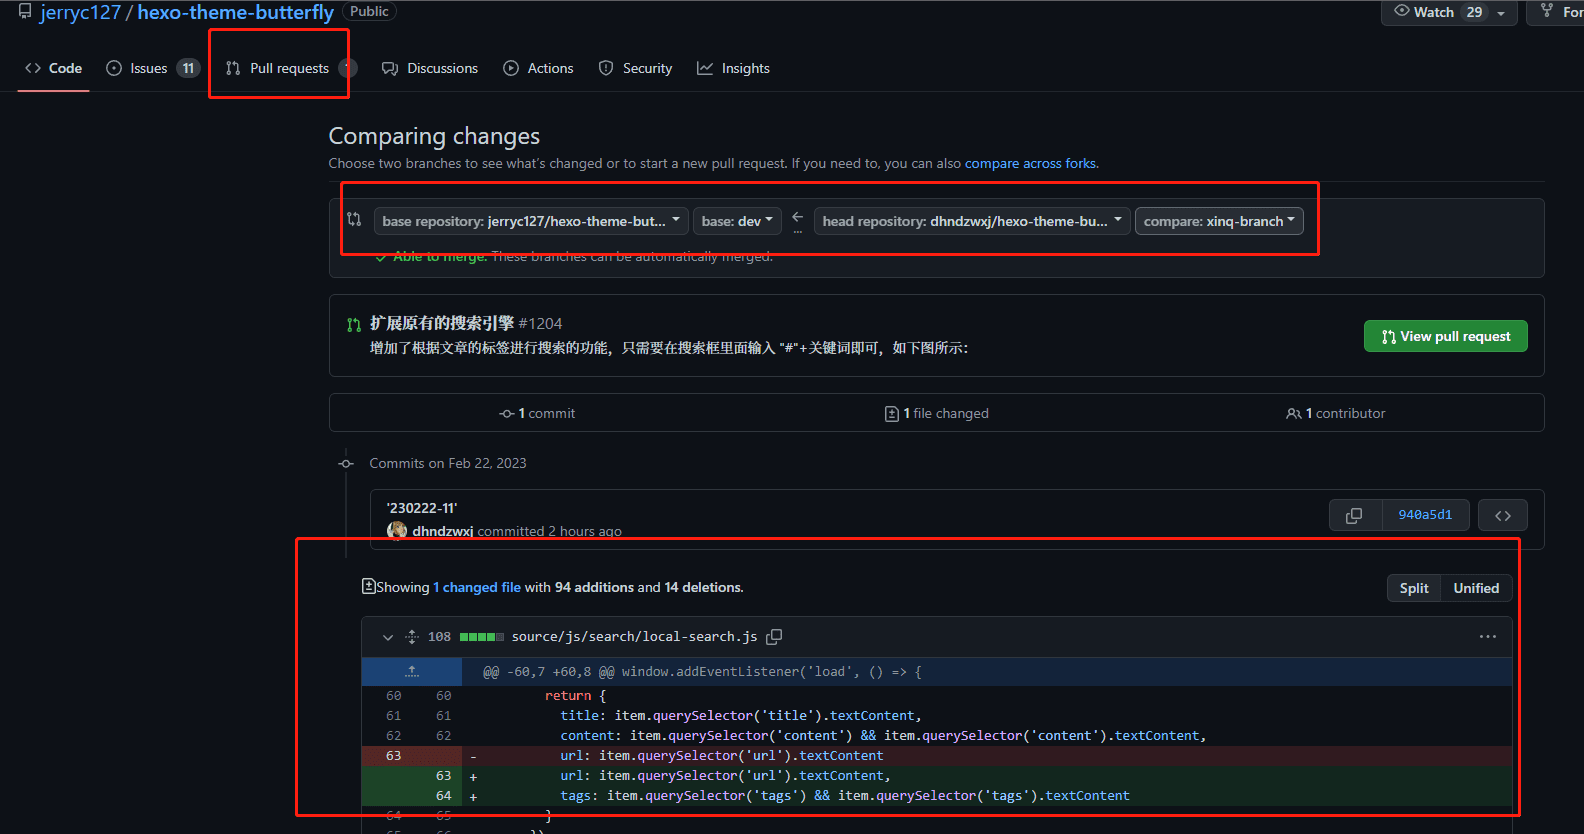 jerryc127 / hexo-theme-butterfly Public
Watch 29
For
Code
Issues 11
Pull requests 1
Discussions
Actions
Security
Insights
Comparing changes
Choose two branches to see what's changed or to start a new pull request. If you need to, you can also compare across forks.
base repository: jerryc127/hexo-theme-but... base: dev ← ... head repository: dhndzwxj/hexo-theme-bu... compare: xinq-branch
✓ Able to merge. These branches can be automatically merged.
扩展原有的搜索引擎 #1204
增加了根据文章的标签进行搜索的功能，只需要在搜索框里面输入 "#"+关键词即可，如下图所示：
View pull request
1 commit
1 file changed
1 contributor
Commits on Feb 22, 2023
'230222-11'
dhndzwxj committed 2 hours ago
940a5d1
Showing 1 changed file with 94 additions and 14 deletions.
Split Unified
108 source/js/search/local-search.js ...
@@ -60,7 +60,8 @@ window.addEventListener('load', () => {
60 60 return {
61 61 title: item.querySelector('title').textContent,
62 62 content: item.querySelector('content') && item.querySelector('content').textContent,
63 - url: item.querySelector('url').textContent
63 + url: item.querySelector('url').textContent,
64 + tags: item.querySelector('tags') && item.querySelector('tags').textContent
64 65 }
65 66 })